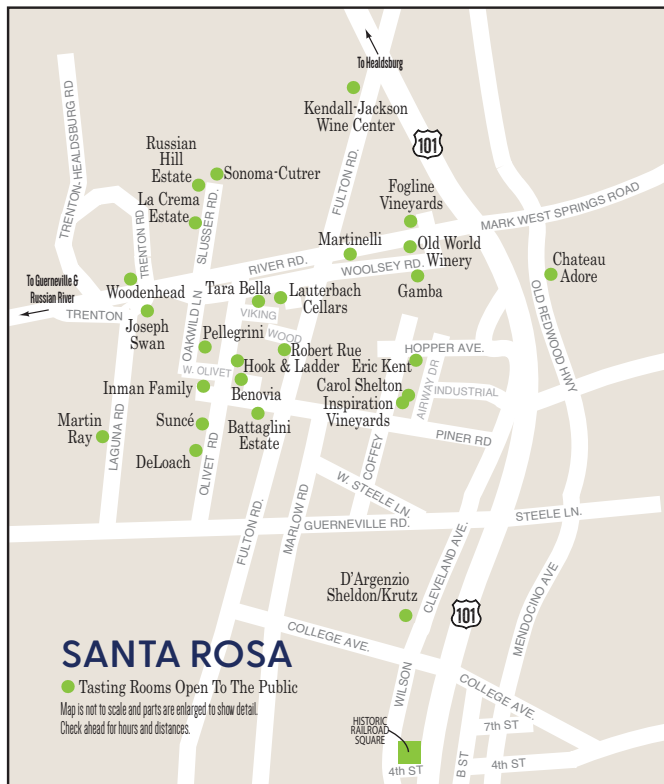 To Healdsburg
Kendall-Jackson
Wine Center
101
TRENTON-HEALDSBURG RD
Russian
Hill
Estate
Sonoma-Cutrer
La Crema
Estate
SLUSSER RD.
FULTON RD.
Fogline
Vineyards
MARK WEST SPRINGS ROAD
TRENTON RD
Martinelli
Old World
Winery
RIVER RD.
WOOLSEY RD.
Gamba
Chateau
Adore
To Guerneville &
Russian River
Woodenhead
Tara Bella
Lauterbach
Cellars
TRENTON
Joseph
Swan
OAKWILD LN
VIKING
WOOD
OLD REDWOOD HWY
Pellegrini
Robert Rue
HOPPER AVE.
W. OLIVET
Hook & Ladder
Eric Kent
AIRWAY DR
Inman Family
Benovia
Carol Shelton
INDUSTRIAL
Inspiration
Vineyards
Martin
Ray
LAGUNA RD
Suncé
Battaglini
Estate
PINER RD
COFFEY
DeLoach
OLIVET RD
W. STEELE LN.
FULTON RD.
MARLOW RD
GUERNEVILLE RD.
STEELE LN.
CLEVELAND AVE.
D'Argenzio
Sheldon/Krutz
101
MENDOCINO AVE
COLLEGE AVE.
SANTA ROSA
Tasting Rooms Open To The Public
Map is not to scale and parts are enlarged to show detail.
Check ahead for hours and distances.
WILSON
COLLEGE AVE.
HISTORIC
RAILROAD
SQUARE
7th ST
4th ST
B ST
4th ST